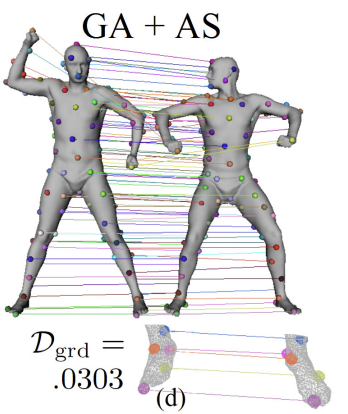 GA + AS
𝒟grd =
.0303
(d)